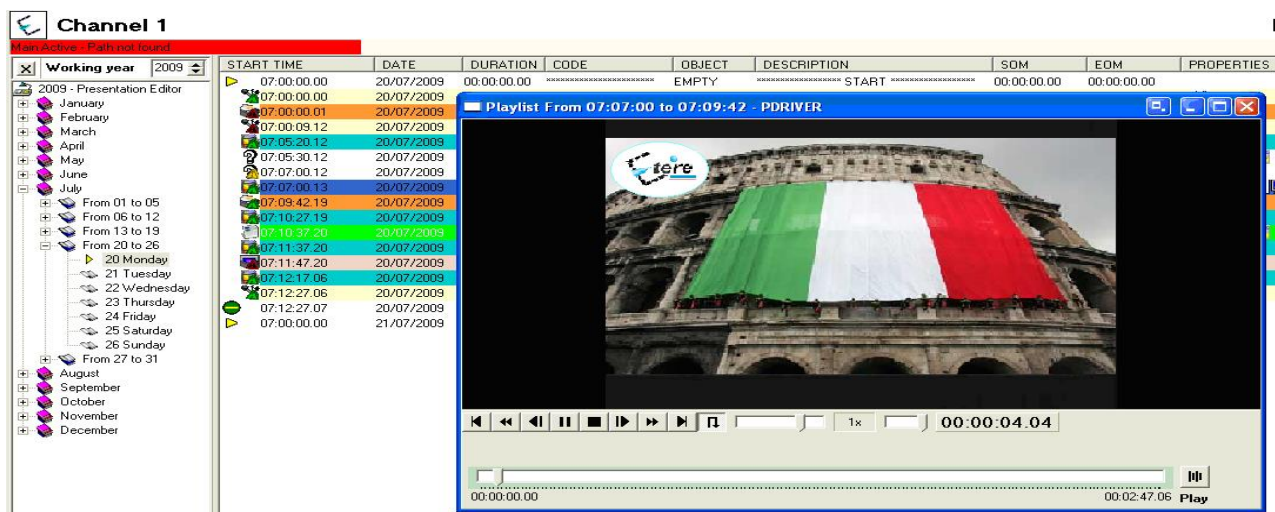 Channel 1
Main Active - Path not found
Working year 2009
START TIME DATE DURATION CODE OBJECT DESCRIPTION SOM EOM PROPERTIES
2009 - Presentation Editor
January
February
March
April
May
June
July
From 01 to 05
From 06 to 12
From 13 to 19
From 20 to 26
20 Monday
21 Tuesday
22 Wednesday
23 Thursday
24 Friday
25 Saturday
26 Sunday
From 27 to 31
August
September
October
November
December
07:00:00.00 20/07/2009 00:00:00.00 ************************ EMPTY ******************* START ******************* 00:00:00.00 00:00:00.00
07:00:00.00 20/07/2009
07:00:00.01 20/07/2009
07:00:09.12 20/07/2009
07:05:20.12 20/07/2009
07:05:30.12 20/07/2009
07:07:00.12 20/07/2009
07:07:00.13 20/07/2009
07:09:42.19 20/07/2009
07:10:27.19 20/07/2009
07:10:37.20 20/07/2009
07:11:37.20 20/07/2009
07:11:47.20 20/07/2009
07:12:17.06 20/07/2009
07:12:27.06 20/07/2009
07:12:27.07 20/07/2009
07:00:00.00 21/07/2009
Playlist From 07:07:00 to 07:09:42 - PDRIVER
Etere
1x 00:00:04.04
00:00:00.00 00:02:47.06 Play